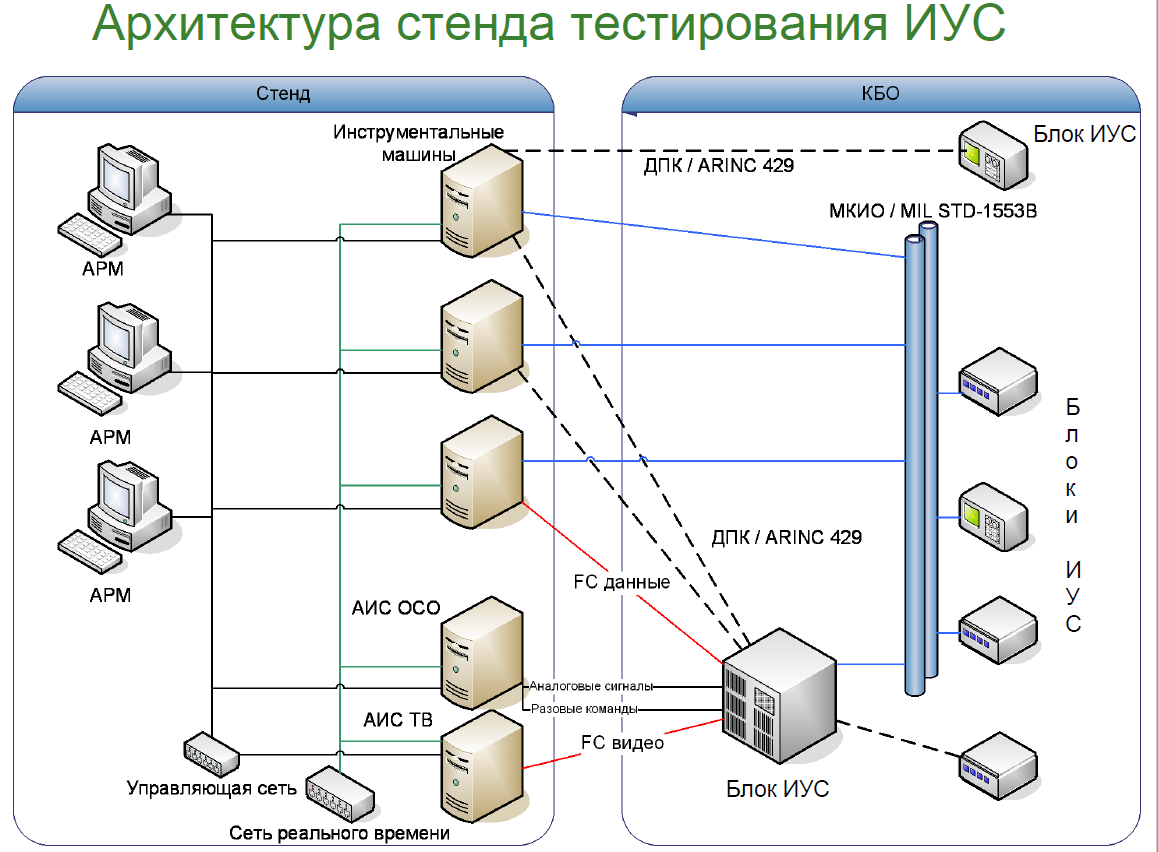 Архитектура стенда тестирования ИУС
Стенд
КБО
Инструментальные
машины
Блок ИУС
ДПК / ARINC 429
МКИО / MIL STD-1553B
АРМ
АРМ
Блоки ИУС
ДПК / ARINC 429
FC данные
АРМ
АИС ОСО
Аналоговые сигналы
Разовые команды
АИС ТВ
FC видео
Управляющая сеть
Блок ИУС
Сеть реального времени